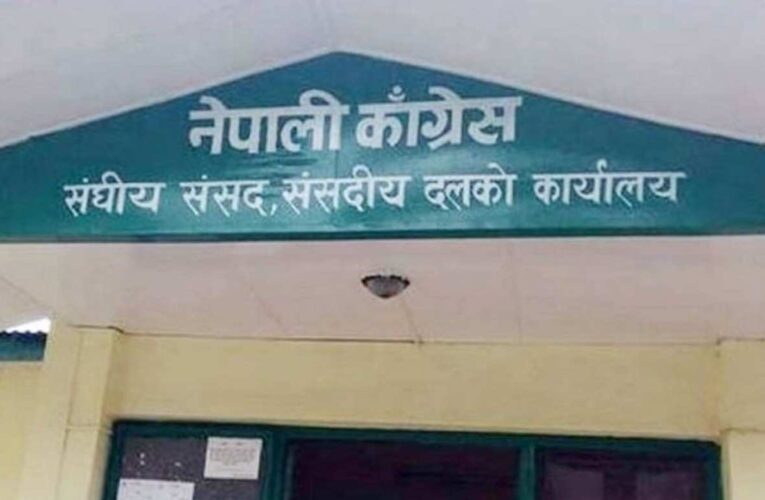 नेपाली काँग्रेस
संघीय संसद, संसदीय दलको कार्यालय